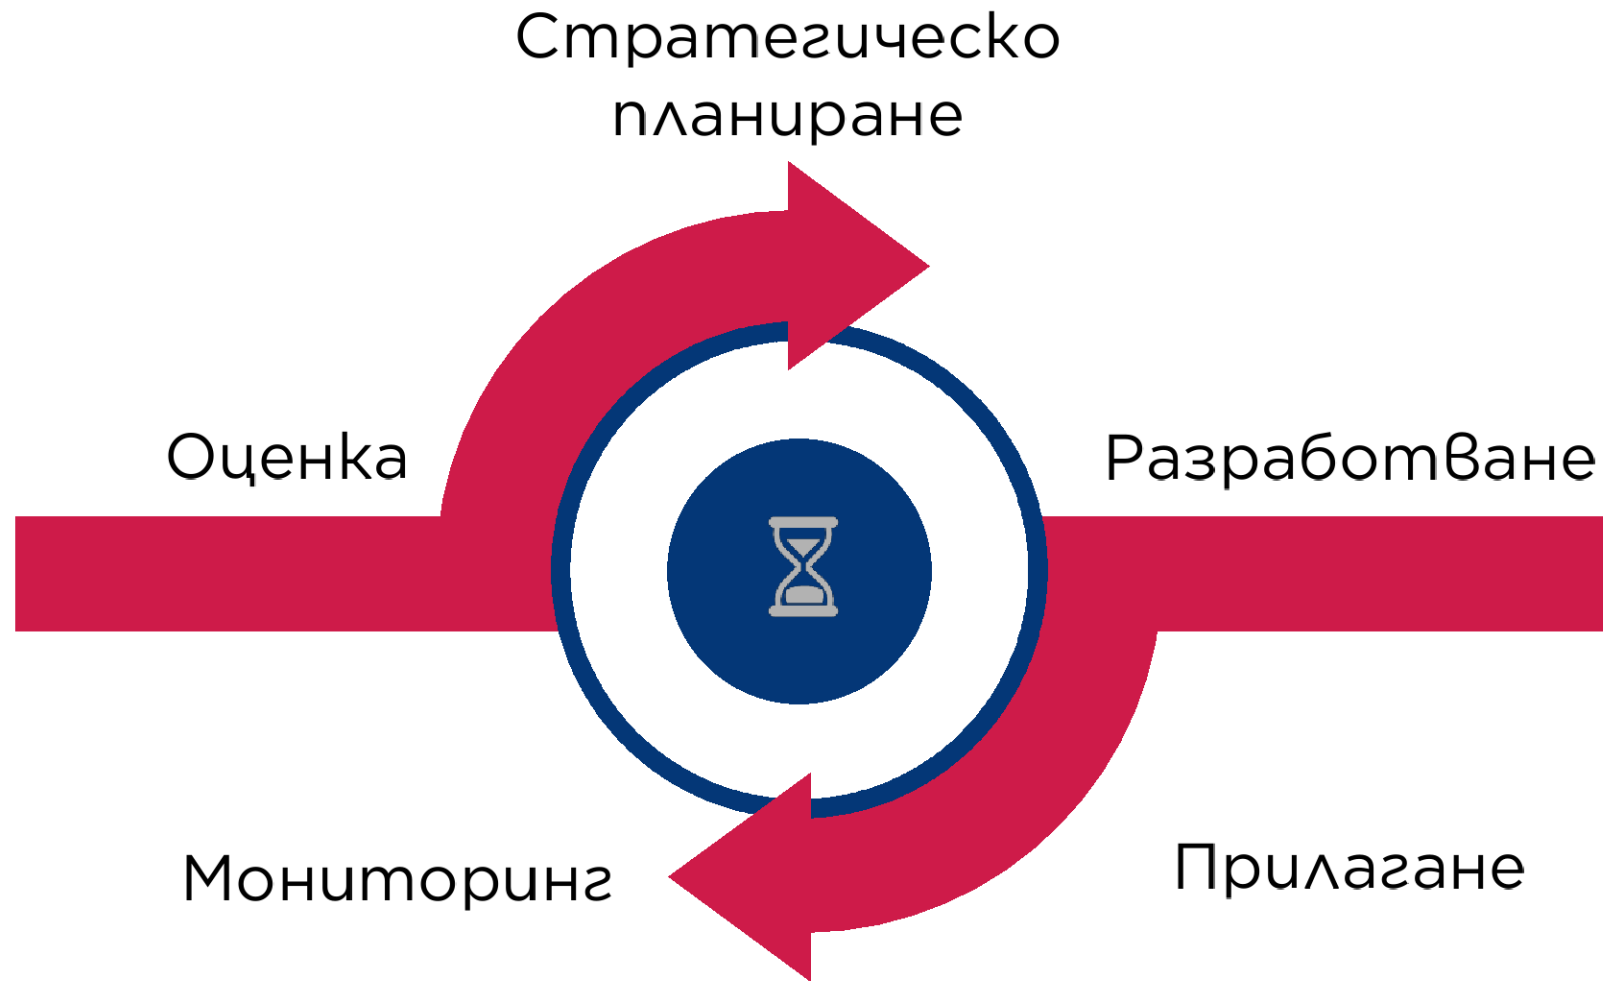 Стратегическо
планиране
Оценка
Разработване
Мониторинг
Прилагане